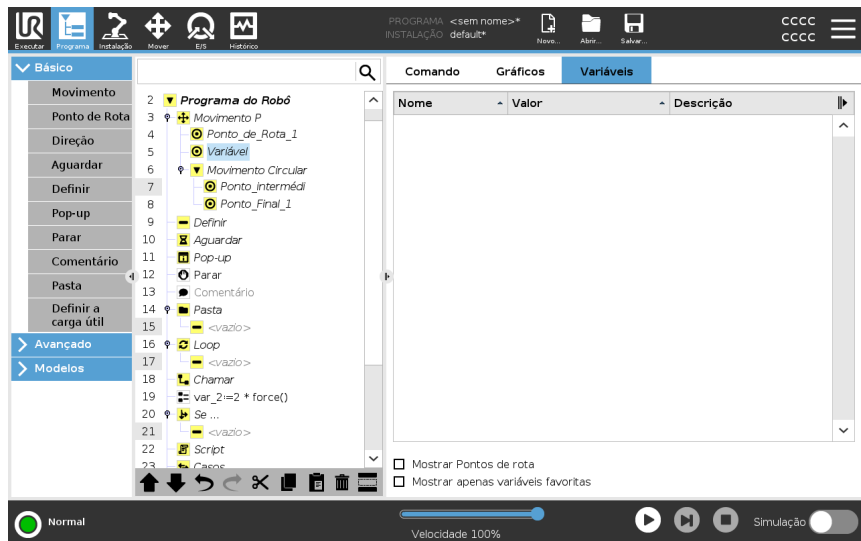 UR
PROGRAMA <sem nome>*
INSTALAÇÃO default*
Executar Programa Instalação Mover E/S Histórico
Novo... Abrir... Salvar...
CCCC
CCCC
Básico
Movimento
Ponto de Rota
Direção
Aguardar
Definir
Pop-up
Parar
Comentário
Pasta
Definir a
carga útil
Avançado
Modelos
2 Programa do Robô
3 Movimento P
4 Ponto_de_Rota_1
5 Variável
6 Movimento Circular
7 Ponto_intermédi
8 Ponto_Final_1
9 Definir
10 Aguardar
11 Pop-up
12 Parar
13 Comentário
14 Pasta
15 <vazio>
16 Loop
17 <vazio>
18 Chamar
19 var_2:=2 * force()
20 Se ...
21 <vazio>
22 Script
23 Casos
Comando Gráficos Variáveis
Nome Valor Descrição
Mostrar Pontos de rota
Mostrar apenas variáveis favoritas
Normal
Velocidade 100%
Simulação